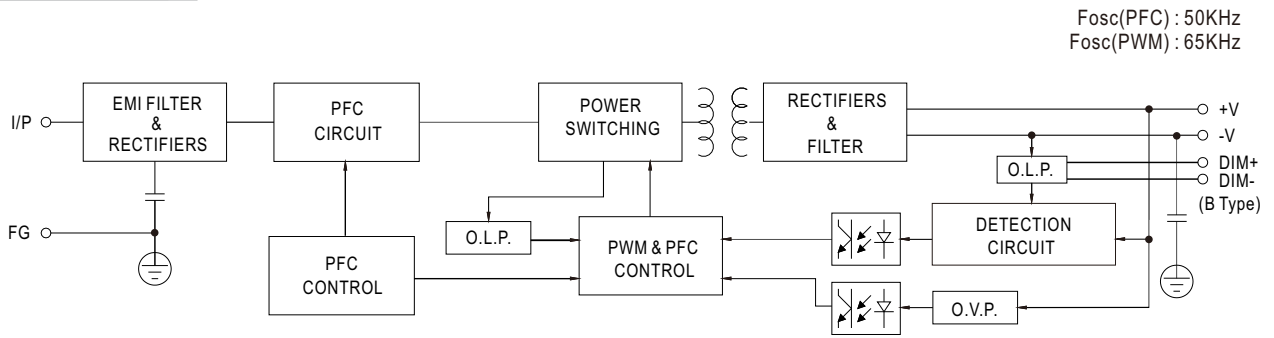 Fosc(PFC) : 50KHz
Fosc(PWM) : 65KHz
I/P
EMI FILTER
&
RECTIFIERS
PFC
CIRCUIT
POWER
SWITCHING
RECTIFIERS
&
FILTER
+V
-V
DIM+
DIM-
(B Type)
O.L.P.
FG
O.L.P.
PFC
CONTROL
PWM & PFC
CONTROL
DETECTION
CIRCUIT
O.V.P.